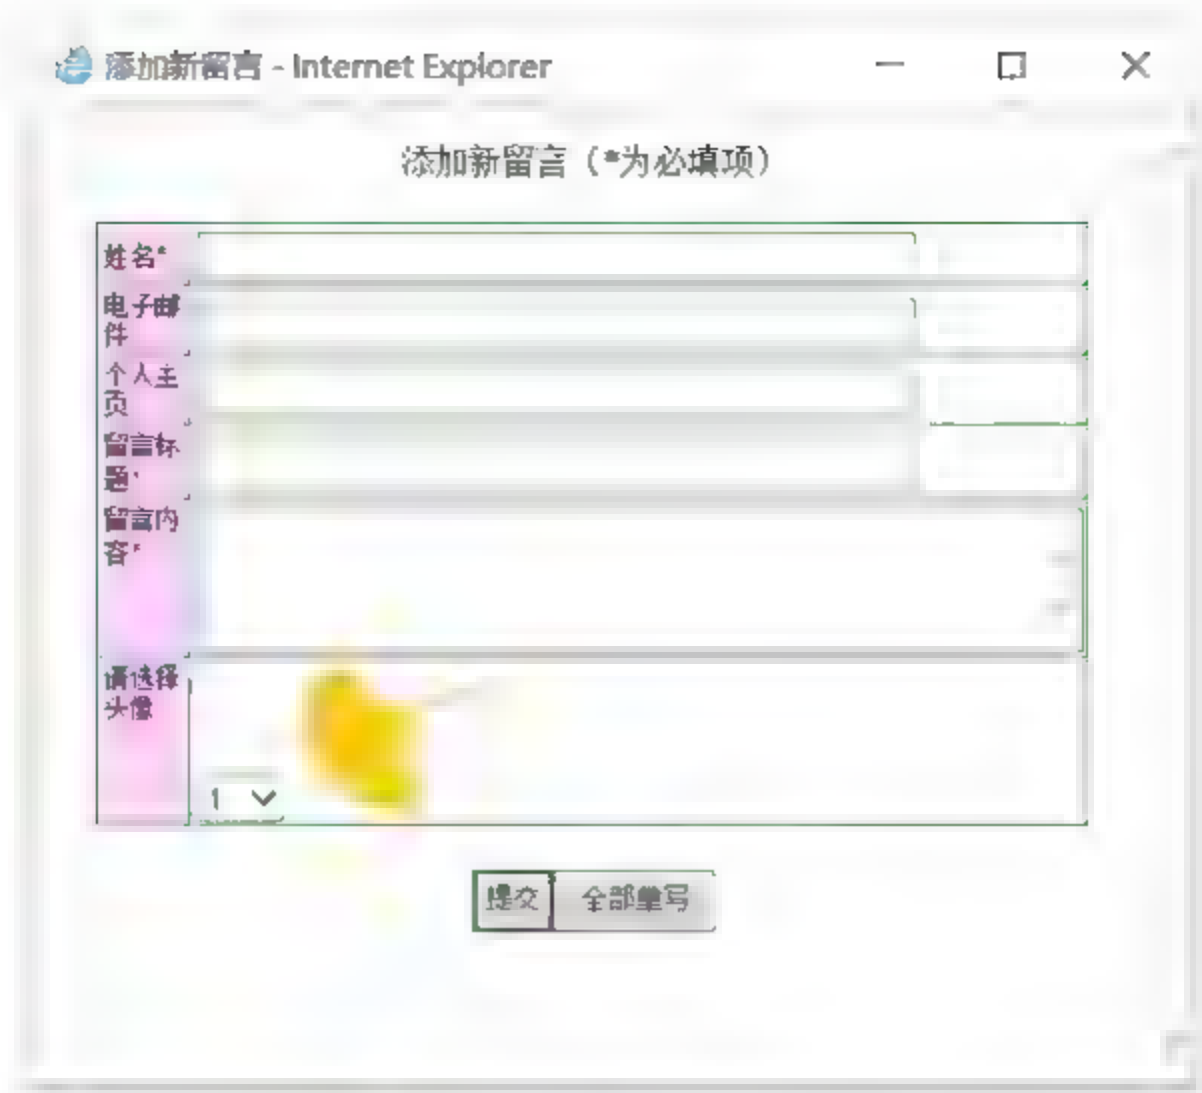 添加新留言 - Internet Explorer
添加新留言（*为必填项）
姓名*
电子邮
件
个人主
页
留言标
题*
留言内
容*
请选择
头像
1
提交
全部重写